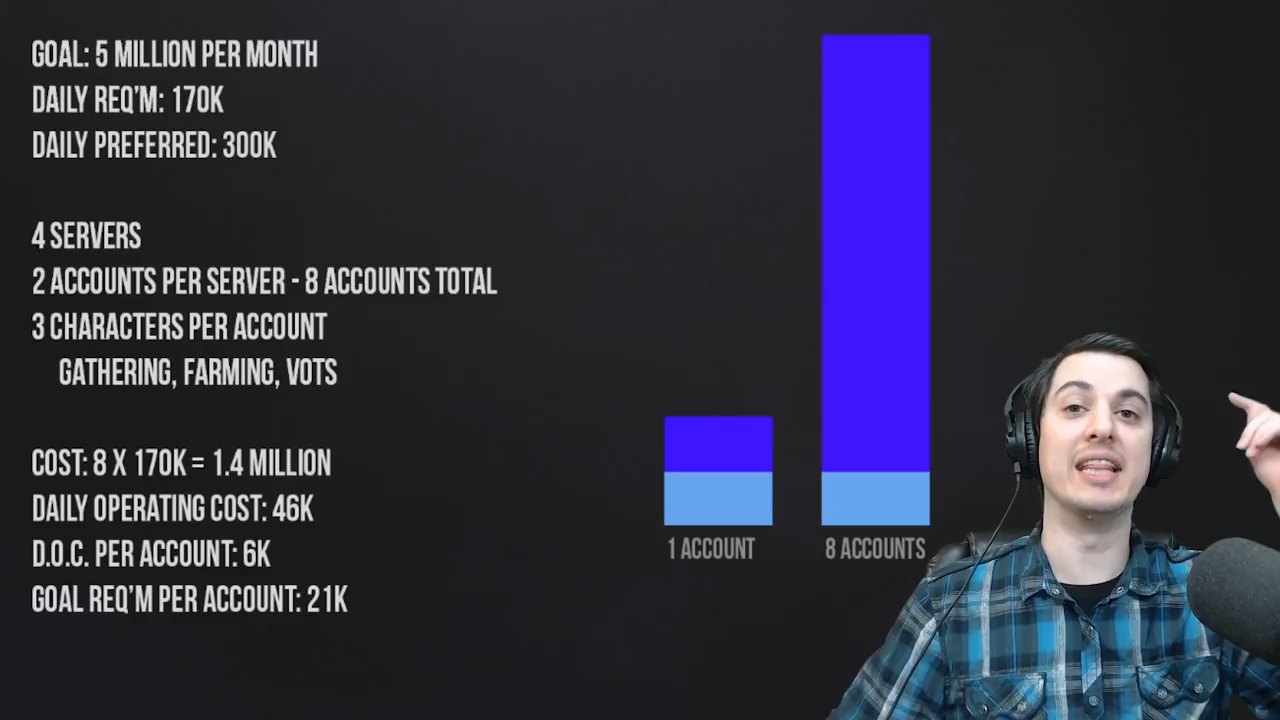 GOAL: 5 MILLION PER MONTH
DAILY REQ'M: 170K
DAILY PREFERRED: 300K
4 SERVERS
2 ACCOUNTS PER SERVER - 8 ACCOUNTS TOTAL
3 CHARACTERS PER ACCOUNT
GATHERING, FARMING, VOTS
COST: 8 X 170K = 1.4 MILLION
DAILY OPERATING COST: 46K
D.O.C. PER ACCOUNT: 6K
GOAL REQ'M PER ACCOUNT: 21K
1 ACCOUNT
8 ACCOUNTS